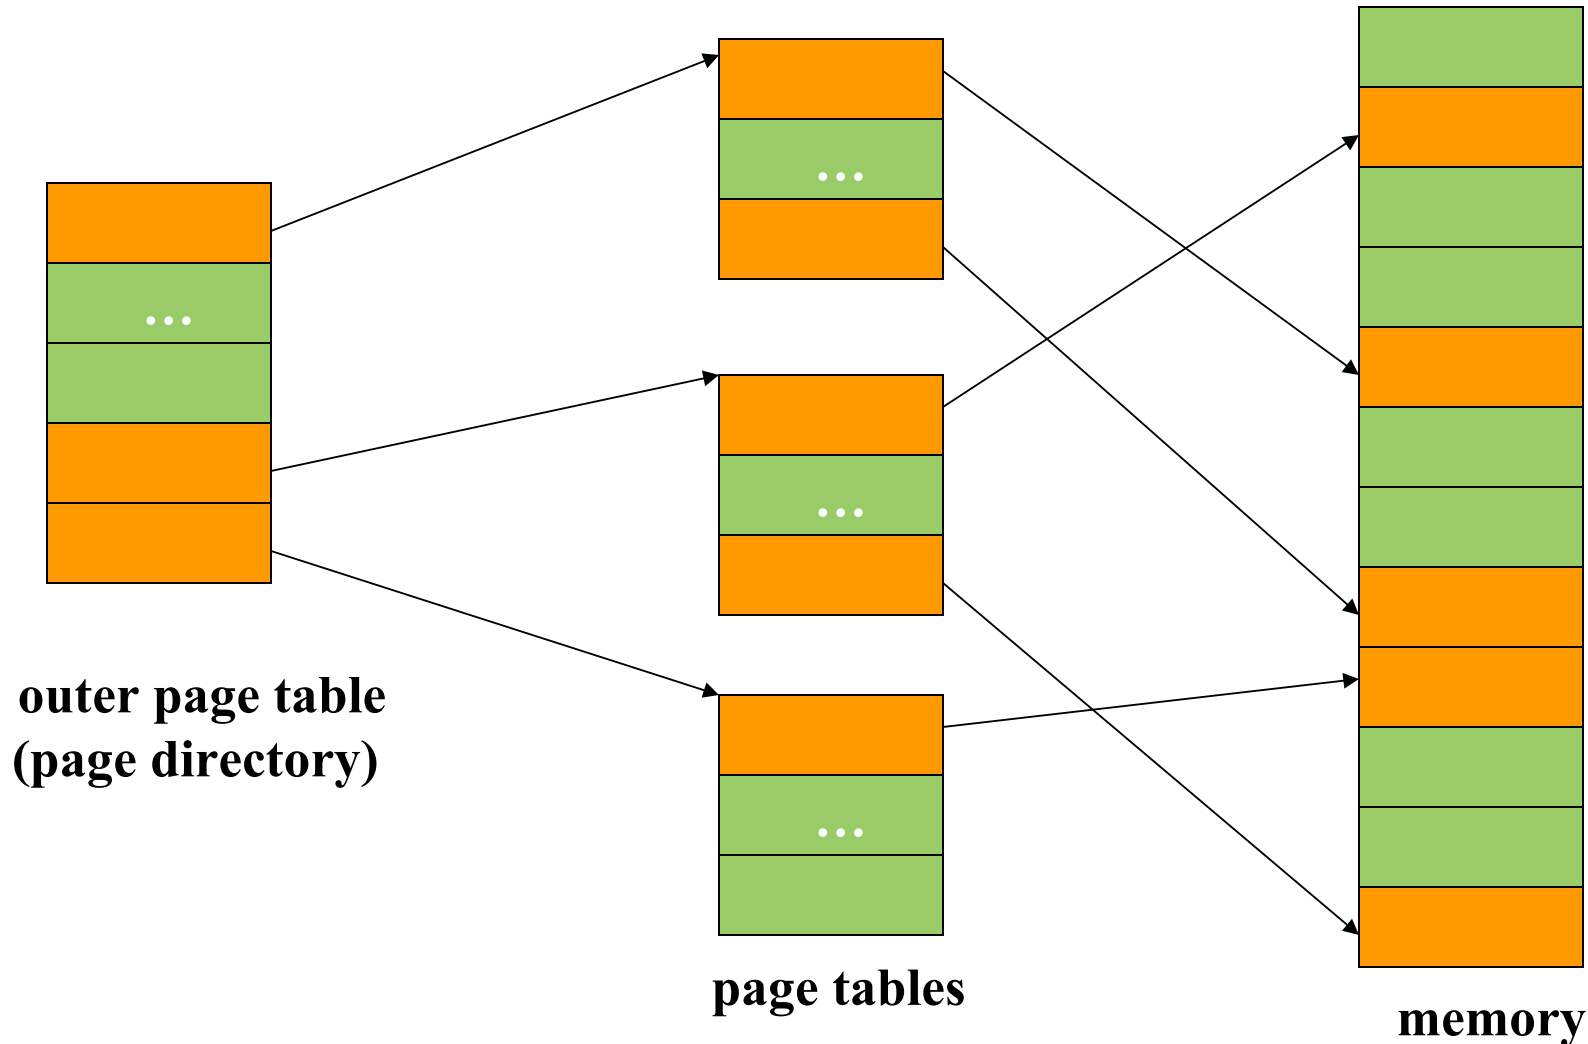 ...
...
...
...
outer page table
(page directory)
page tables
memory